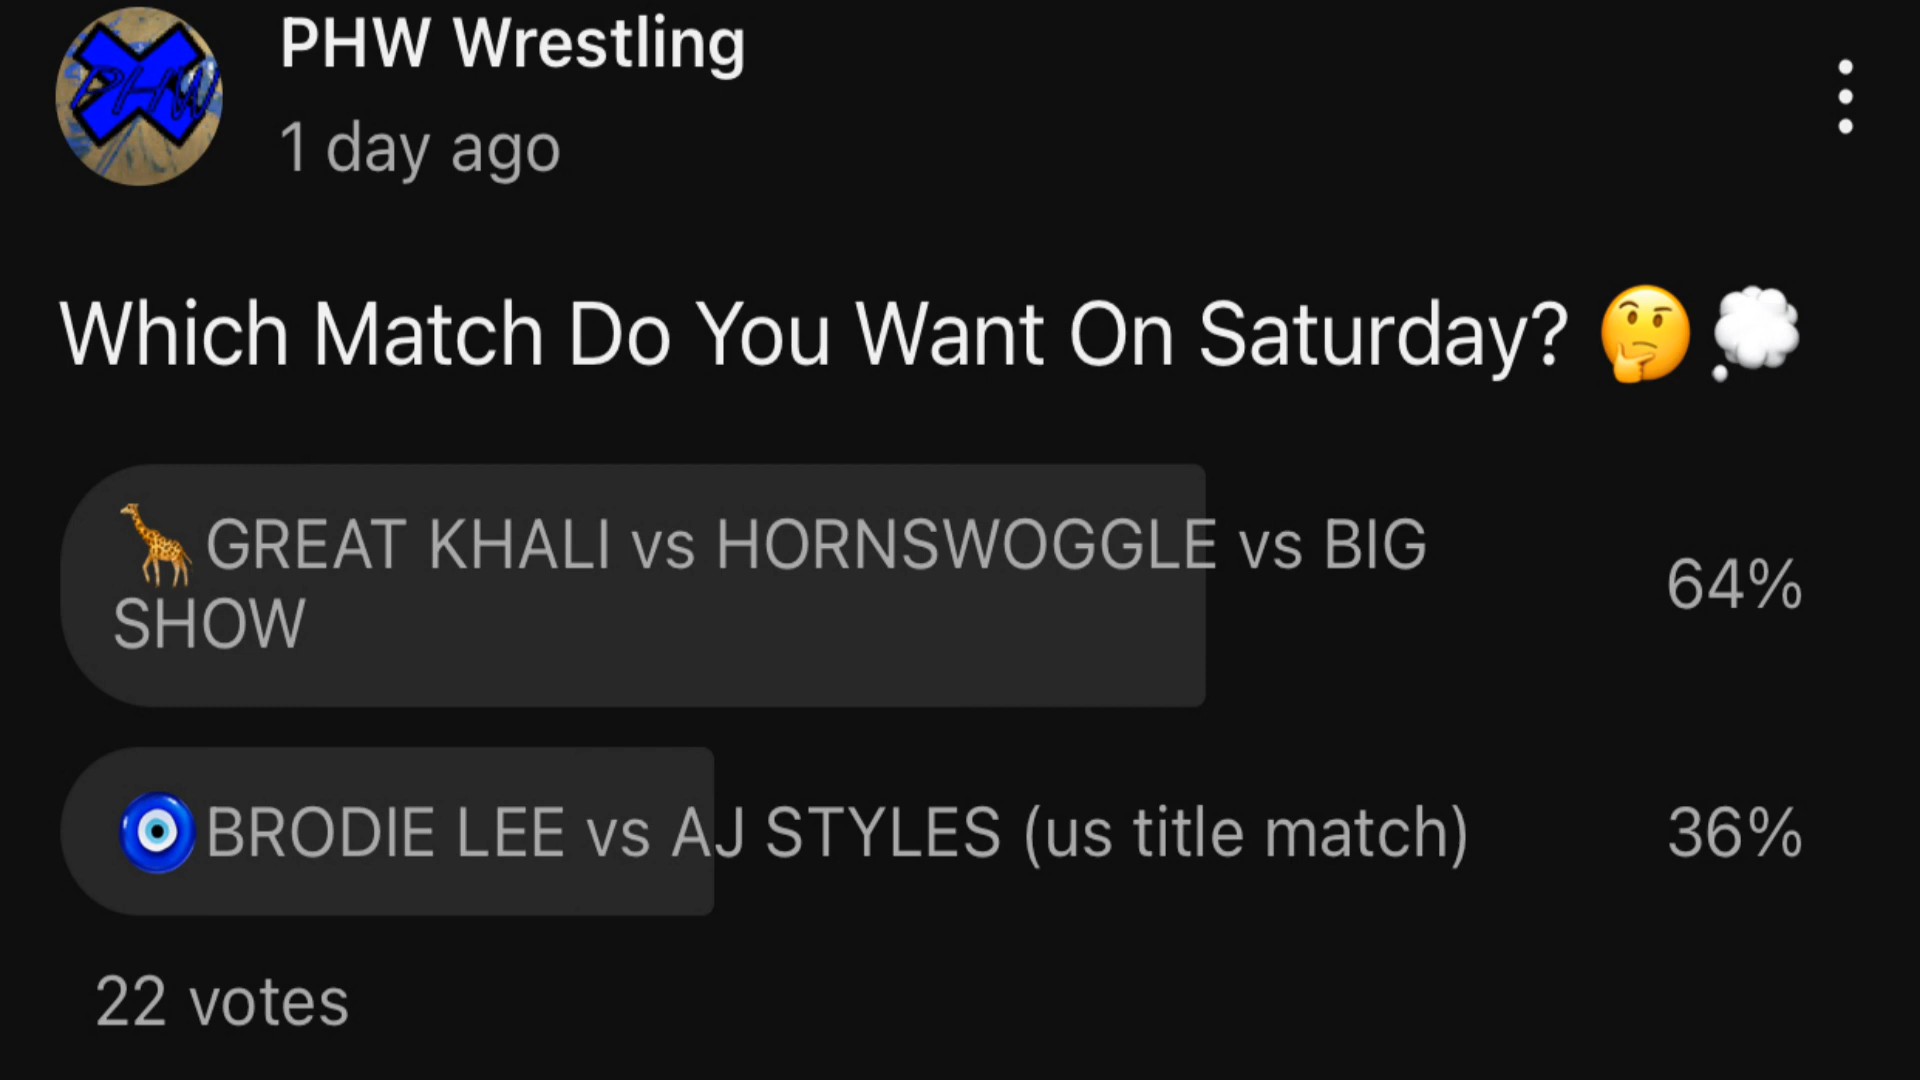 PHW
PHW Wrestling
1 day ago
Which Match Do You Want On Saturday? 🤔💭
🦒GREAT KHALI vs HORNSWOGGLE vs BIG
SHOW
64%
🧿BRODIE LEE vs AJ STYLES (us title match)
36%
22 votes